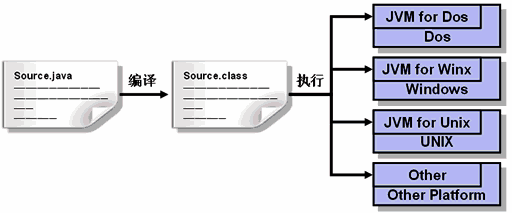 Source.java
编译
Source.class
执行
JVM for Dos
Dos
JVM for Winx
Windows
JVM for Unix
UNIX
Other
Other Platform